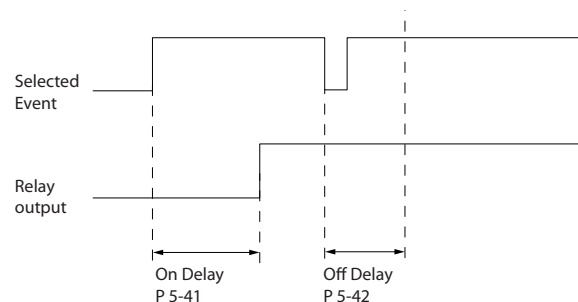 Selected
Event
Relay
output
On Delay
P 5-41
Off Delay
P 5-42